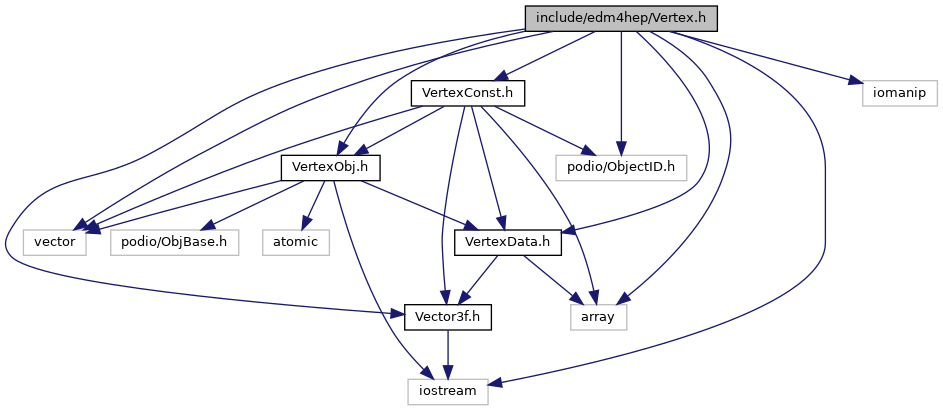 include/edm4hep/Vertex.h
VertexConst.h
iomanip
VertexObj.h
podio/ObjectID.h
vector
podio/ObjBase.h
atomic
VertexData.h
Vector3f.h
array
iostream